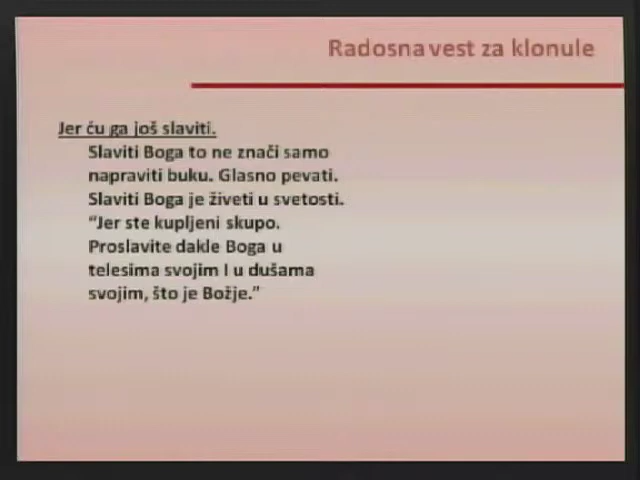 Radosna vest za klonule
Jer ću ga još slaviti.
Slaviti Boga to ne znači samo
napraviti buku. Glasno pevati.
Slaviti Boga je živeti u svetosti.
“Jer ste kupljeni skupo.
Proslavite dakle Boga u
telesima svojim I u dušama
svojim, što je Božje.”